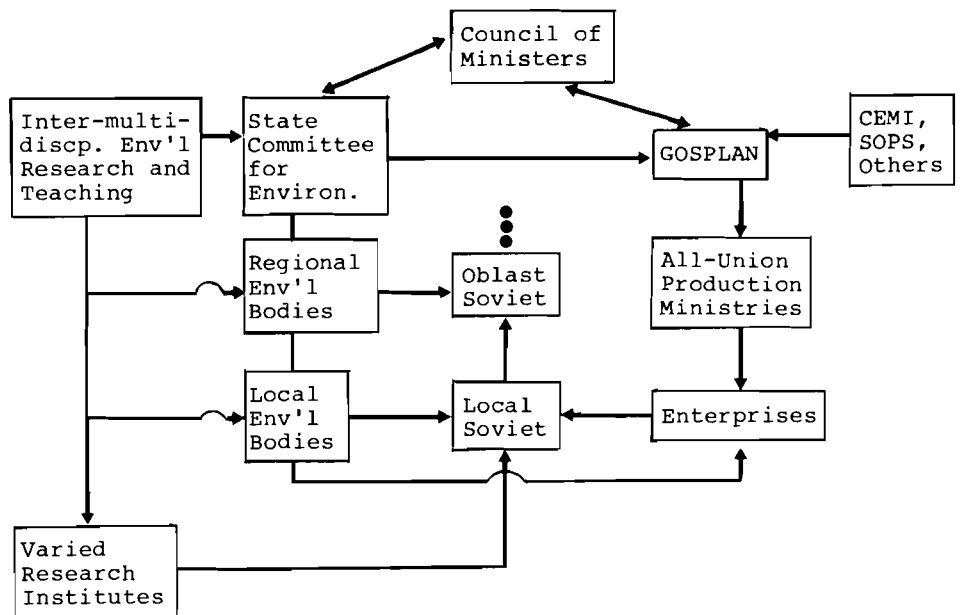 Council of
Ministers
Inter-multi-
discp. Env'l
Research and
Teaching
State
Committee
for
Environ.
GOSPLAN
CEMI,
SOPS,
Others
Regional
Env'l
Bodies
Oblast
Soviet
All-Union
Production
Ministries
Local
Env'l
Bodies
Local
Soviet
Enterprises
Varied
Research
Institutes